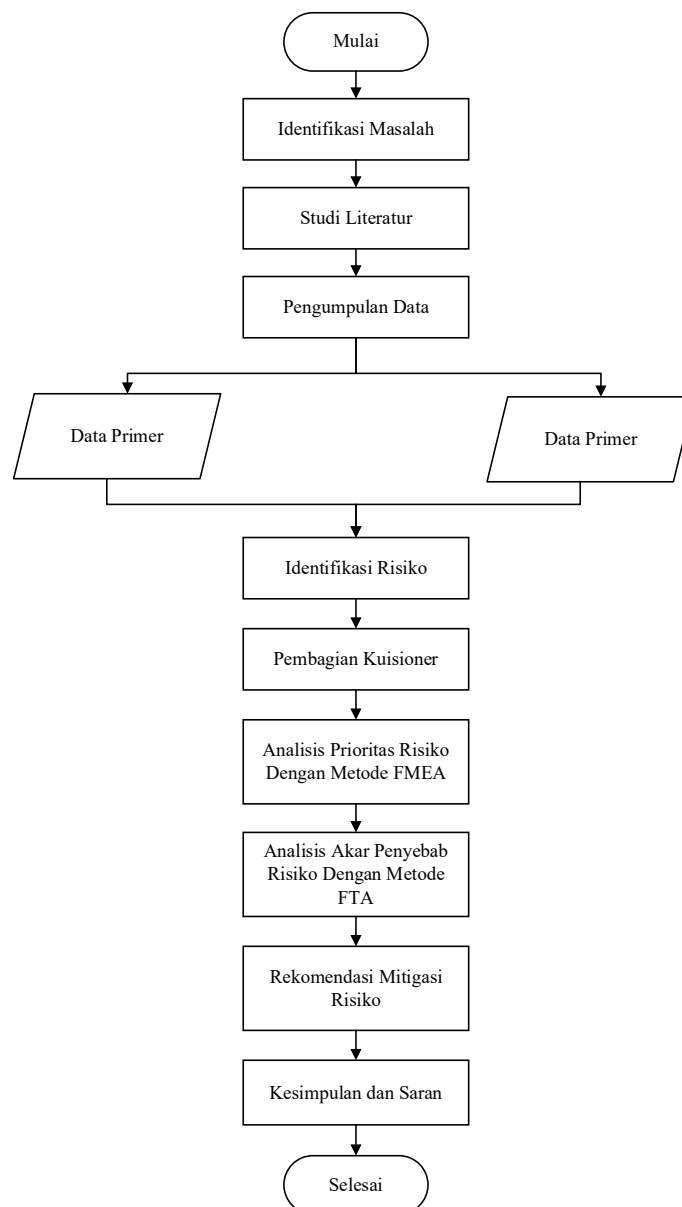 Mulai
Identifikasi Masalah
Studi Literatur
Pengumpulan Data
Data Primer
Data Primer
Identifikasi Risiko
Pembagian Kuisioner
Analisis Prioritas Risiko
Dengan Metode FMEA
Analisis Akar Penyebab
Risiko Dengan Metode
FTA
Rekomendasi Mitigasi
Risiko
Kesimpulan dan Saran
Selesai